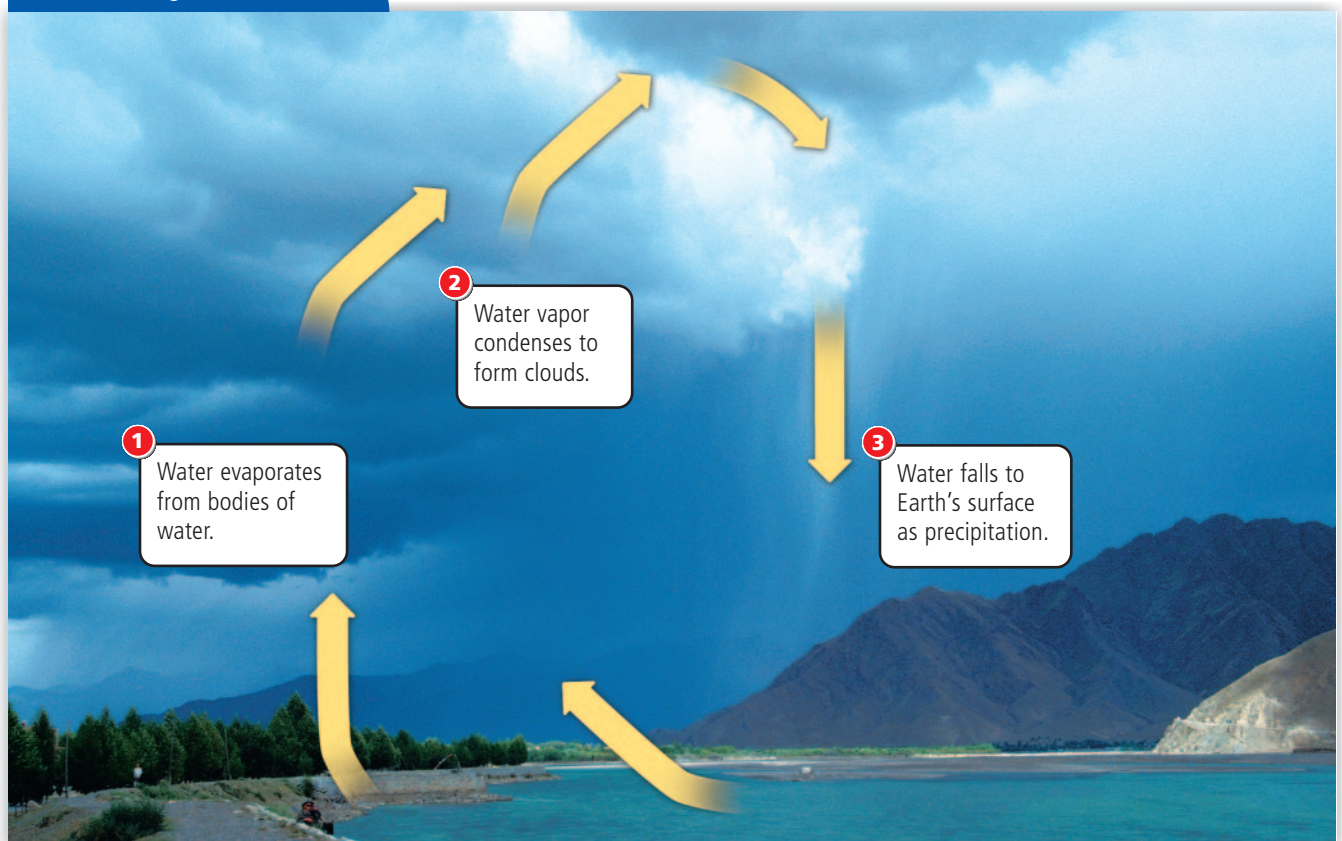 1
Water evaporates
from bodies of
water.
2
Water vapor
condenses to
form clouds.
3
Water falls to
Earth's surface
as precipitation.